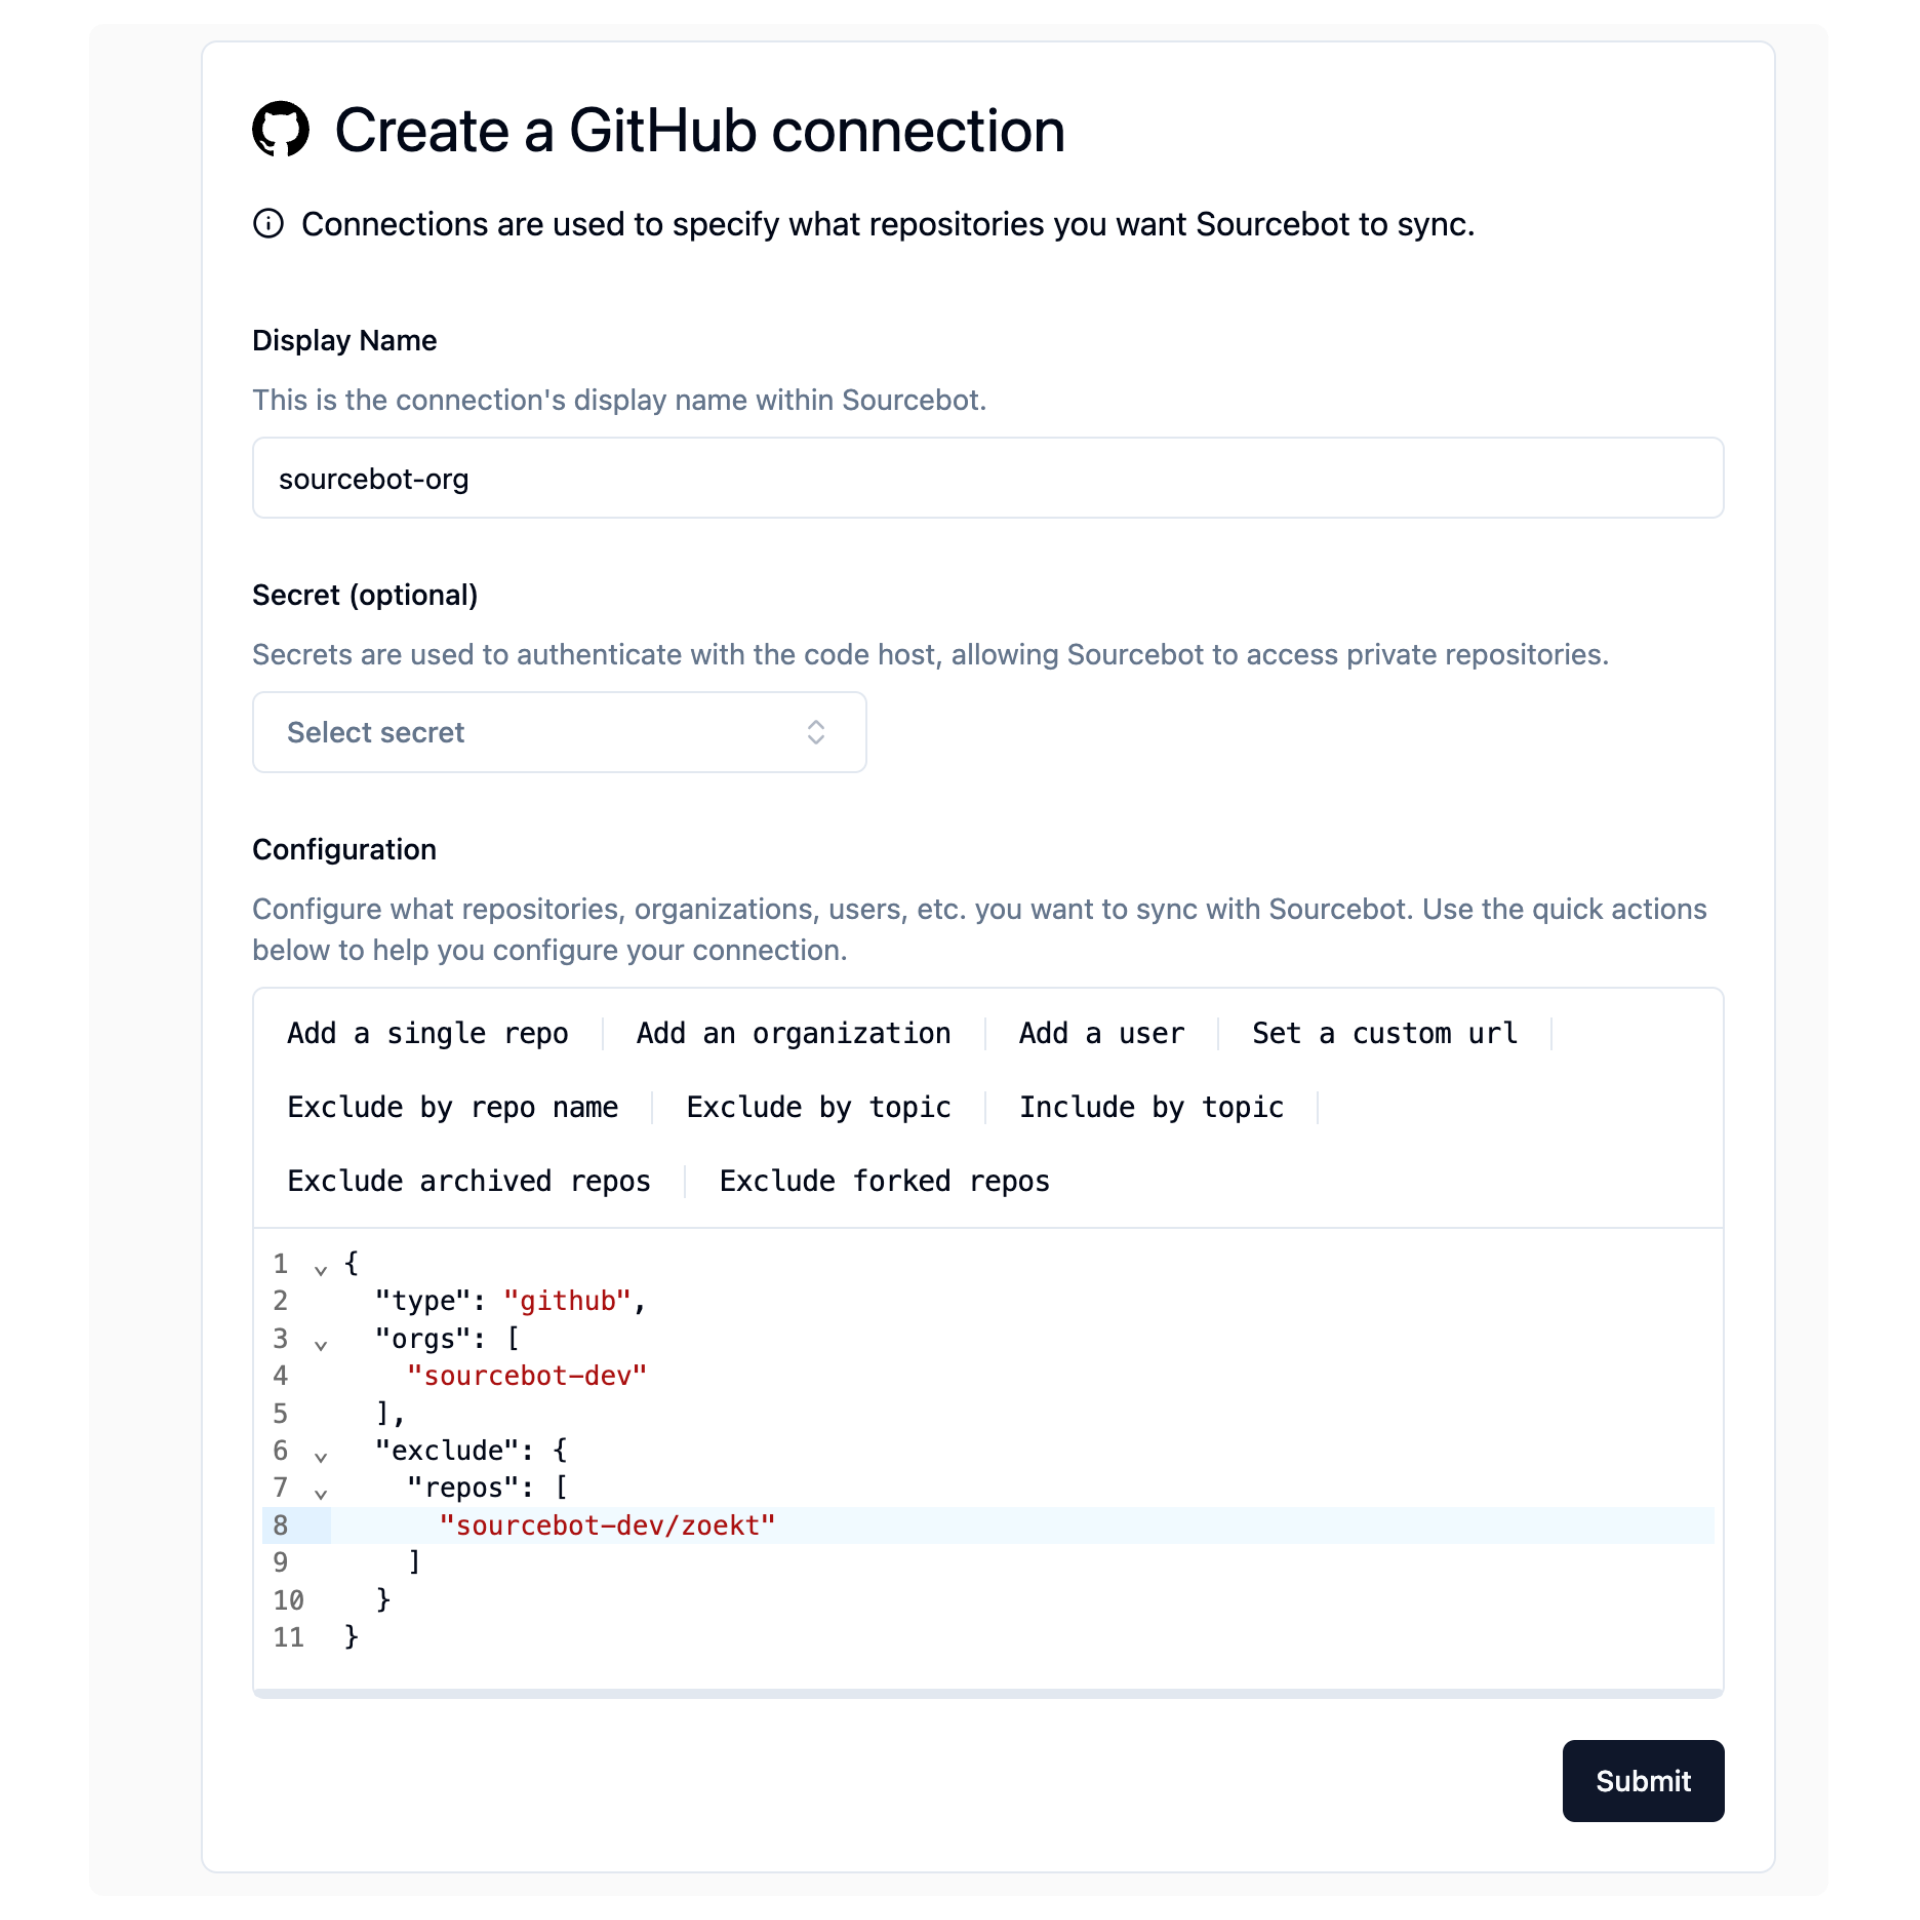 Create a GitHub connection
Connections are used to specify what repositories you want Sourcebot to sync.
Display Name
This is the connection's display name within Sourcebot.
sourcebot-org
Secret (optional)
Secrets are used to authenticate with the code host, allowing Sourcebot to access private repositories.
Select secret
Configuration
Configure what repositories, organizations, users, etc. you want to sync with Sourcebot. Use the quick actions
below to help you configure your connection.
Add a single repo Add an organization Add a user Set a custom url
Exclude by repo name Exclude by topic Include by topic
Exclude archived repos Exclude forked repos
1 {
2   "type": "github",
3   "orgs": [
4     "sourcebot-dev"
5   ],
6   "exclude": {
7     "repos": [
8       "sourcebot-dev/zoekt"
9     ]
10   }
11 }
Submit